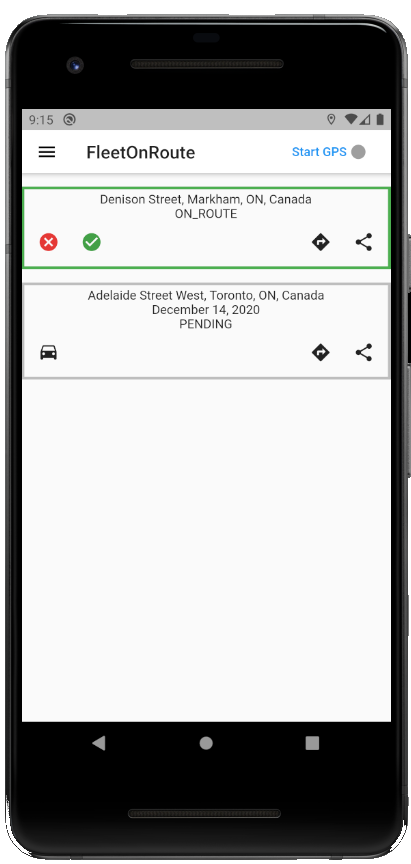 9:15
FleetOnRoute
Start GPS
Denison Street, Markham, ON, Canada
ON_ROUTE
Adelaide Street West, Toronto, ON, Canada
December 14, 2020
PENDING